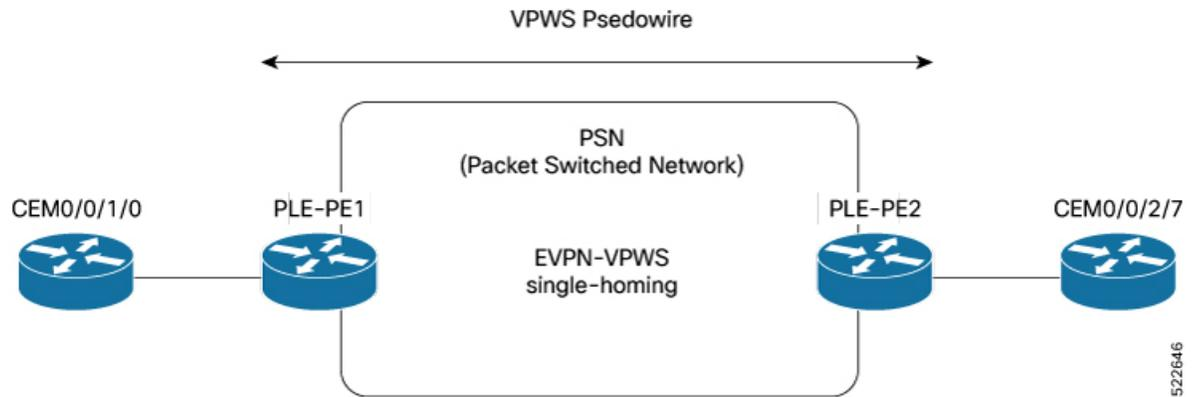 VPWS Psedowire
PSN
(Packet Switched Network)
CEM0/0/1/0
PLE-PE1
PLE-PE2
CEM0/0/2/7
EVPN-VPWS
single-homing
522646